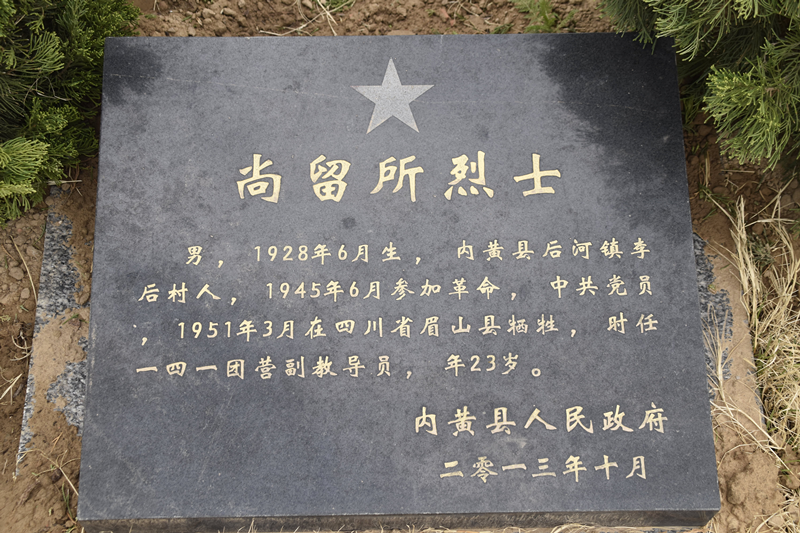 尚留所烈士
男，1928年6月生，内黄县后河镇李
后村人，1945年6月参加革命，中共党员
，1951年3月在四川省眉山县牺牲，时任
一四一团营副教导员，年23岁。
内黄县人民政府
二零一三年十月